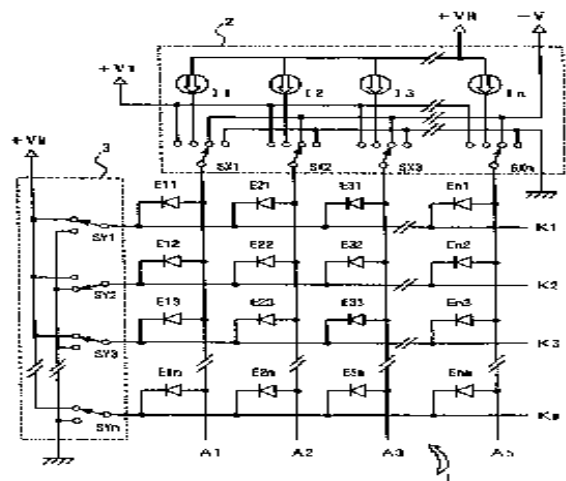 2
+VH
-V
+V1
I1
I2
I3
In
+VH
3
SX1
SX2
SX3
SXn
E11
E21
E31
En1
SY1
K1
E12
E22
E32
En2
SY2
K2
E13
E23
E33
En3
SY3
K3
E1n
E2n
E3n
Enn
SYn
Kn
A1
A2
A3
1